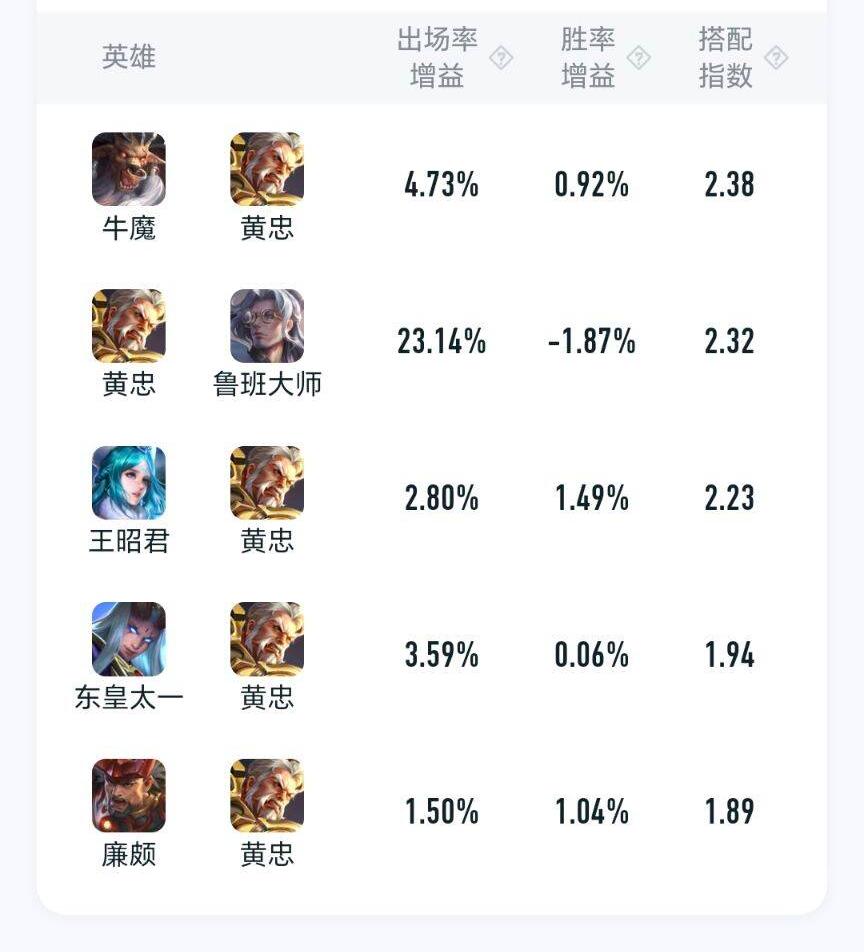 英雄
出场率
增益
胜率
增益
搭配
指数
牛魔 黄忠 4.73% 0.92% 2.38
黄忠 鲁班大师 23.14% -1.87% 2.32
王昭君 黄忠 2.80% 1.49% 2.23
东皇太一 黄忠 3.59% 0.06% 1.94
廉颇 黄忠 1.50% 1.04% 1.89